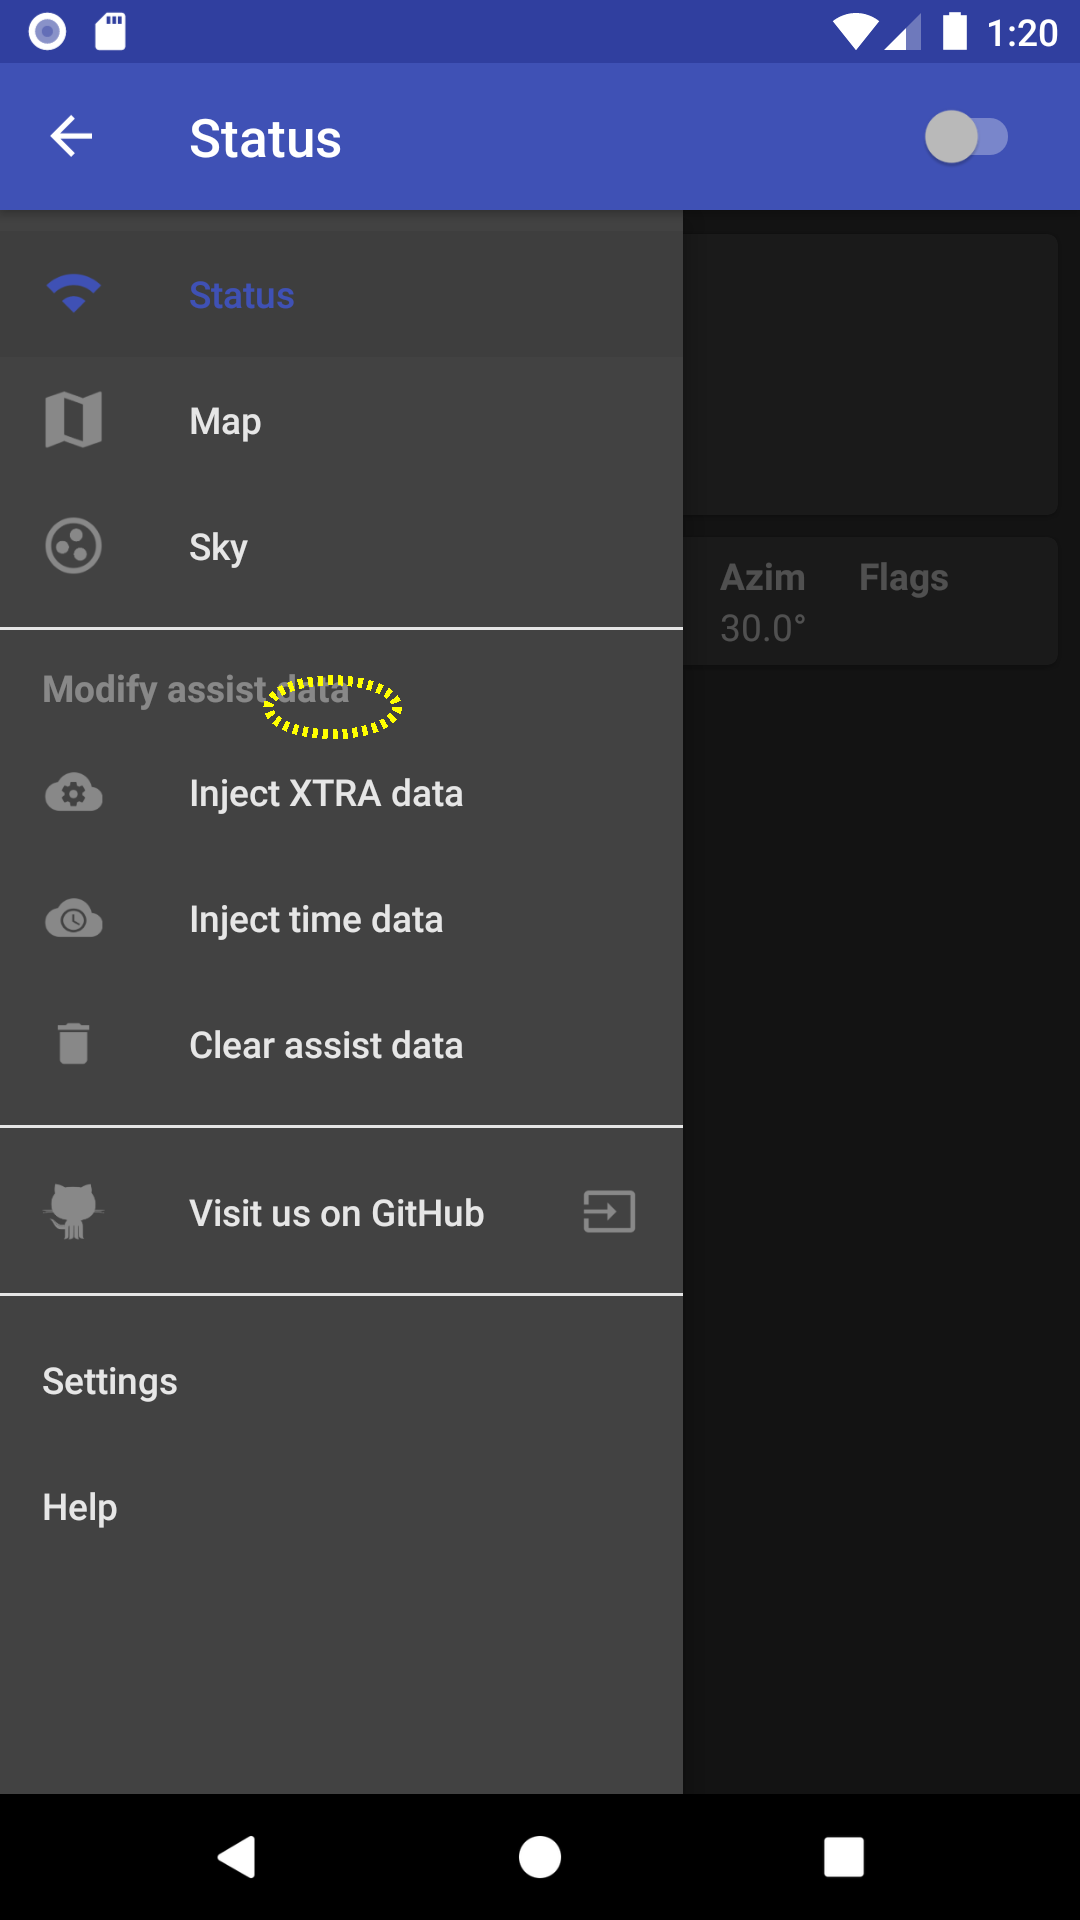 1:20
Status
Status
Map
Sky
Azim Flags
30.0°
Modify assist data
Inject XTRA data
Inject time data
Clear assist data
Visit us on GitHub
Settings
Help